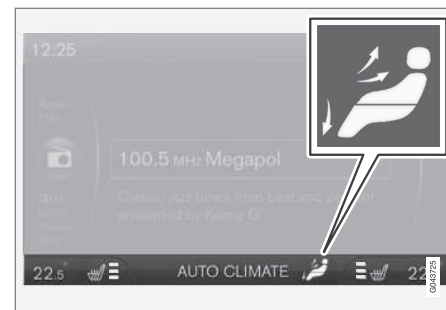 12:25
Radio
100.5 MHz Megapol
Classic jazz tunes from past and present
presented by Kenny G
22.5° AUTO CLIMATE 22
G043725